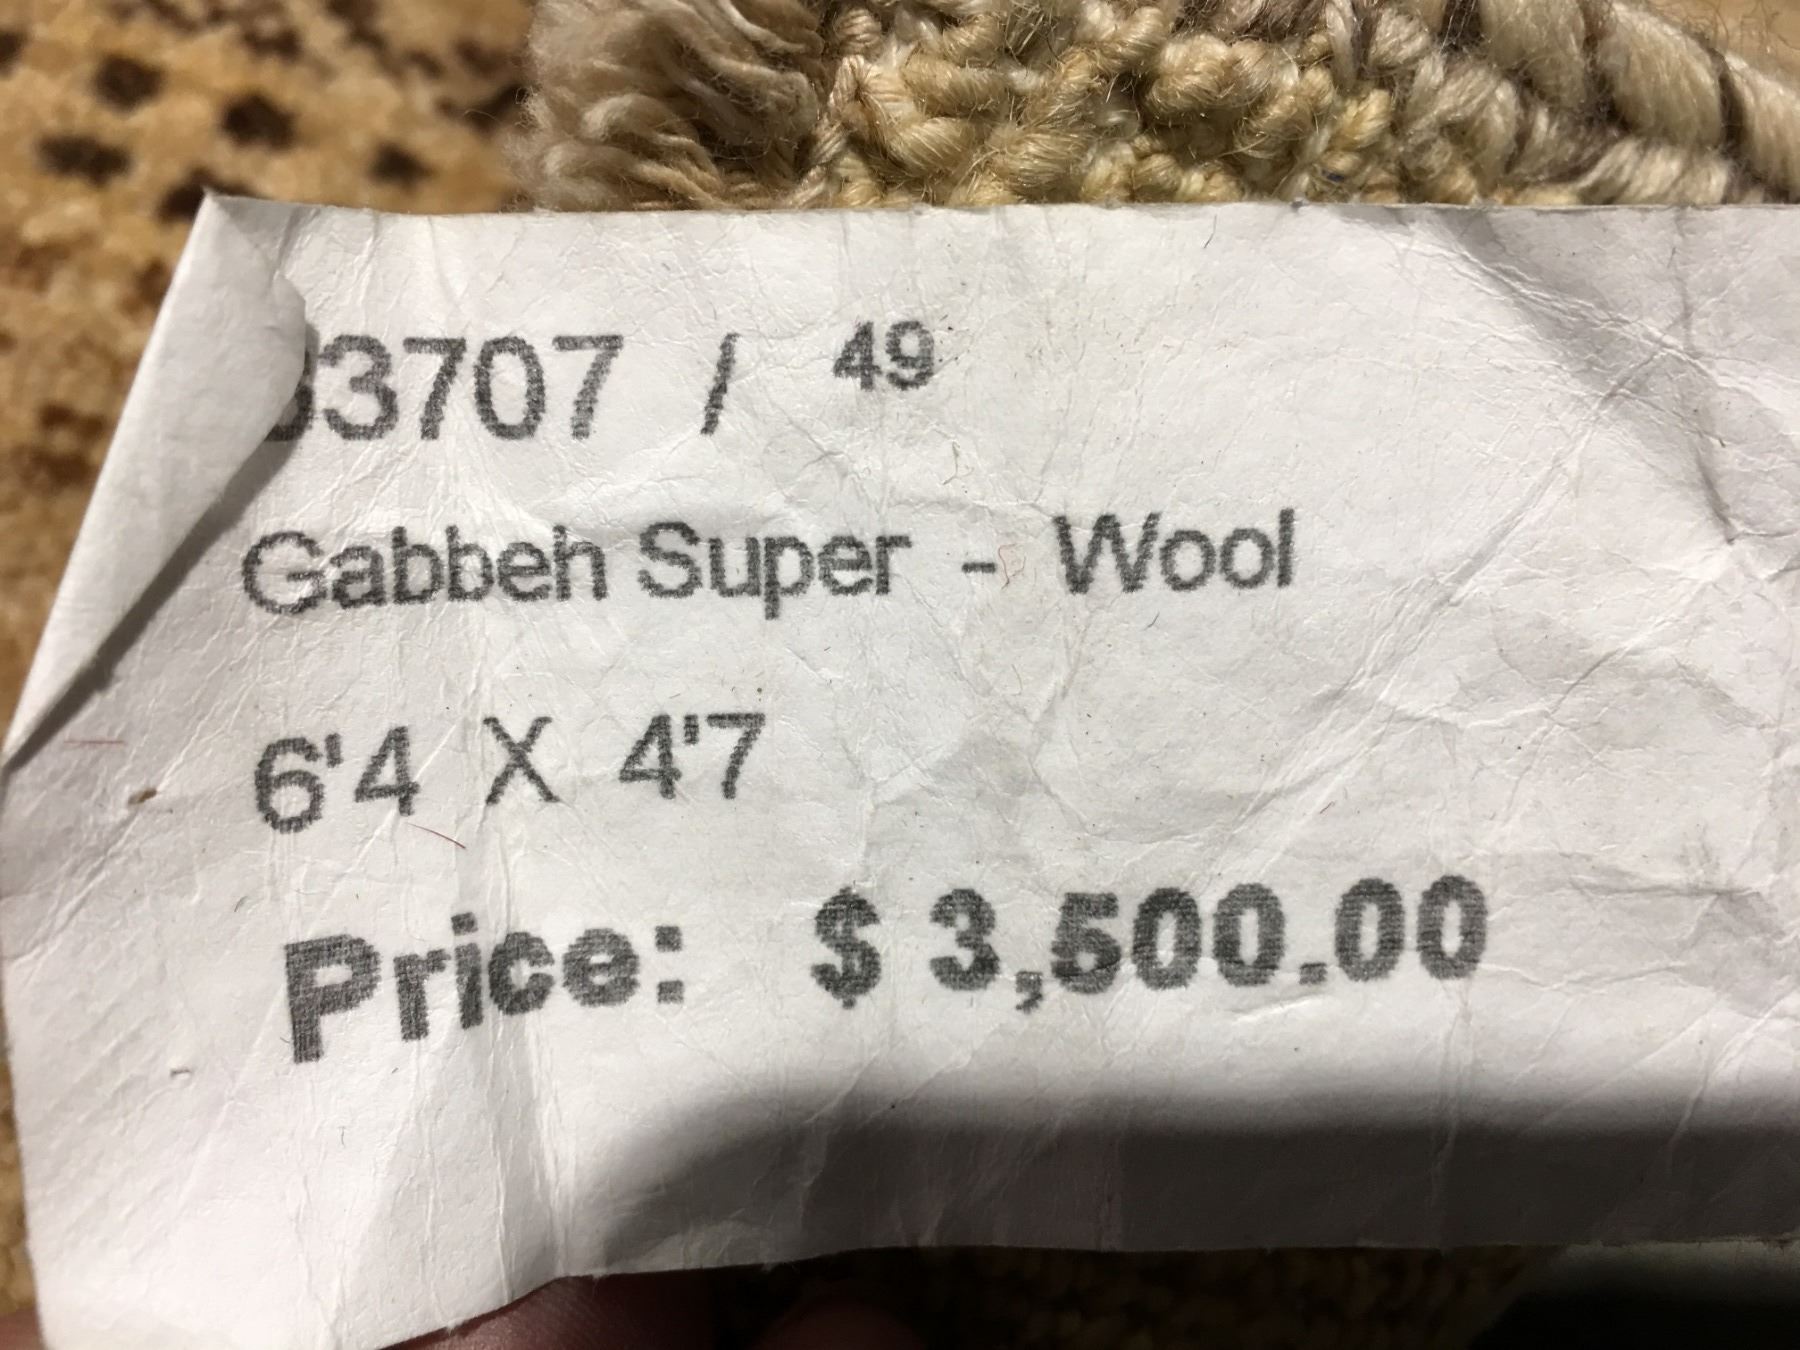 3707 / 49
Gabbeh Super - Wool
6'4 X 4'7
Price: $ 3,500.00